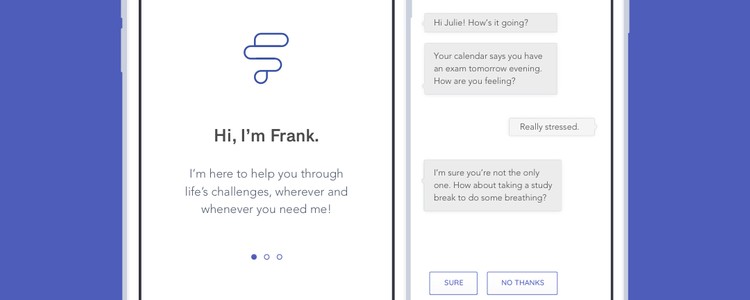 Hi, I'm Frank.
I'm here to help you through
life's challenges, wherever and
whenever you need me!
Hi Julie! How's it going?
Your calendar says you have
an exam tomorrow evening.
How are you feeling?
Really stressed.
I'm sure you're not the only
one. How about taking a study
break to do some breathing?
SURE
NO THANKS